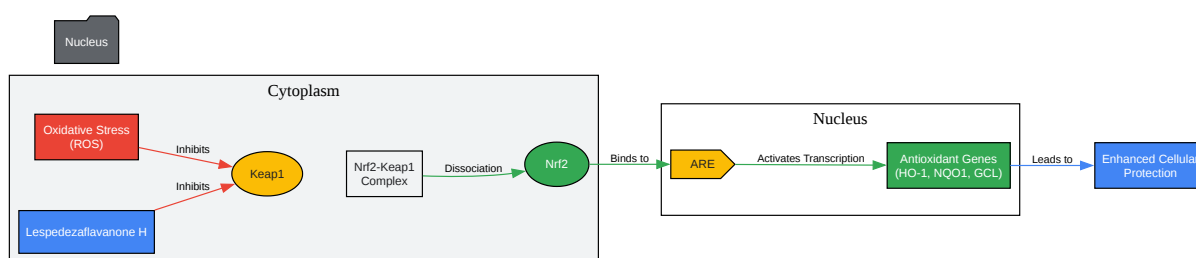 Nucleus
Cytoplasm
Oxidative Stress
(ROS)
Inhibits
Keap1
Inhibits
Lespedezaflavanone H
Nrf2-Keap1
Complex
Dissociation
Nrf2
Binds to
Nucleus
ARE
Activates Transcription
Antioxidant Genes
(HO-1, NQO1, GCL)
Leads to
Enhanced Cellular
Protection